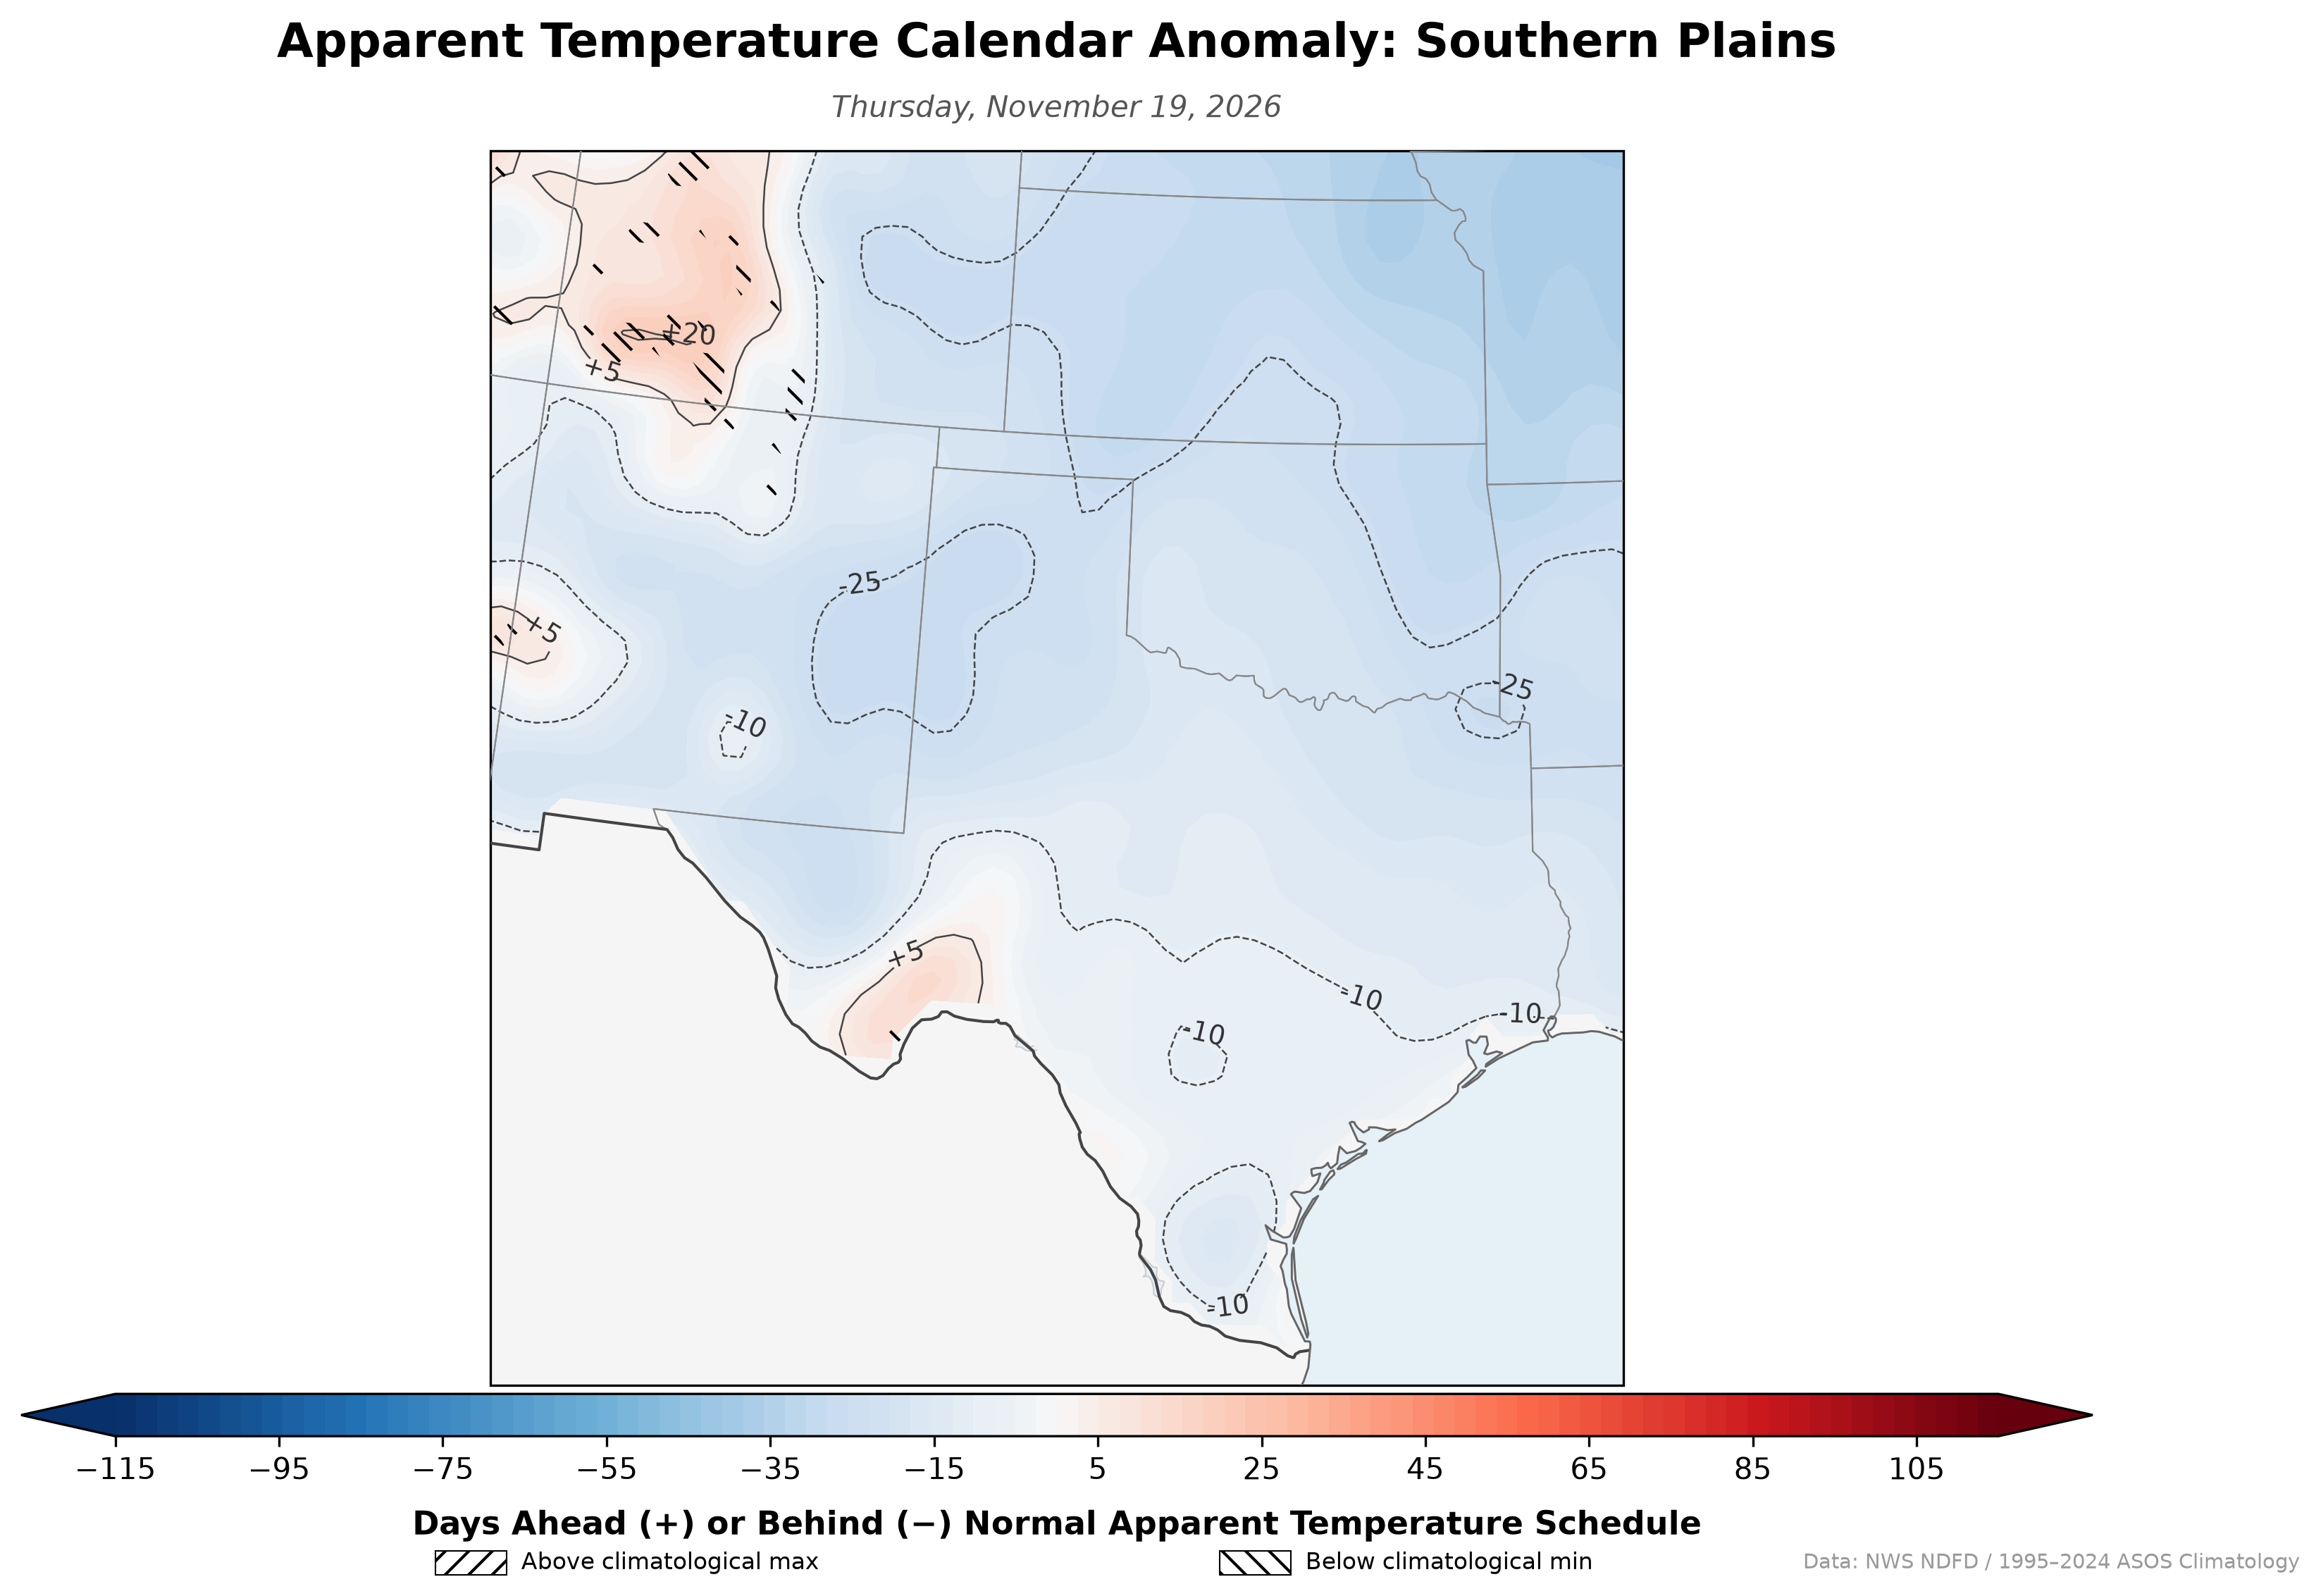 Apparent Temperature Calendar Anomaly: Southern Plains
Thursday, November 19, 2026
+20
+5
-25
+5
-25
-10
+5
-10
-10
-10
-10
−115 −95 −75 −55 −35 −15 5 25 45 65 85 105
Days Ahead (+) or Behind (−) Normal Apparent Temperature Schedule
Above climatological max
Below climatological min
Data: NWS NDFD / 1995–2024 ASOS Climatology